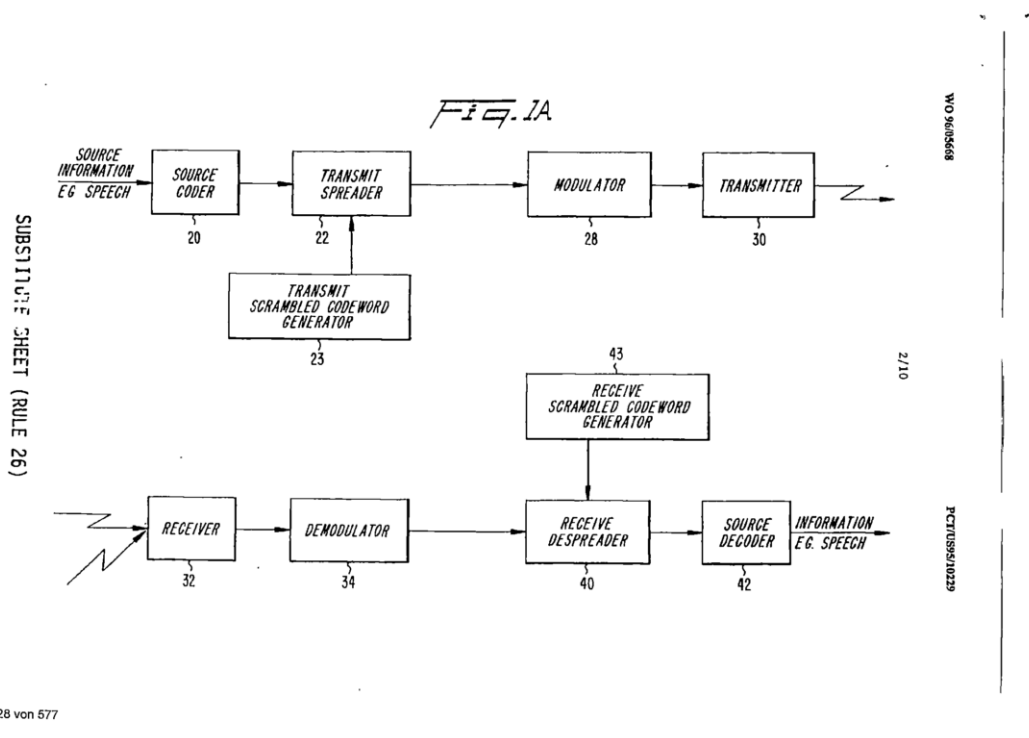 FIG. 1A
SOURCE
INFORMATION
EG SPEECH
SOURCE
CODER
20
TRANSMIT
SPREADER
22
MODULATOR
28
TRANSMITTER
30
TRANSMIT
SCRAMBLED CODEWORD
GENERATOR
23
43
RECEIVE
SCRAMBLED CODEWORD
GENERATOR
RECEIVER
32
DEMODULATOR
34
RECEIVE
DESPREADER
40
SOURCE
DECODER
42
INFORMATION
EG. SPEECH
SUBSTITUTE SHEET (RULE 26)
WO 96/05668
2/10
PCT/US95/10229
28 von 577